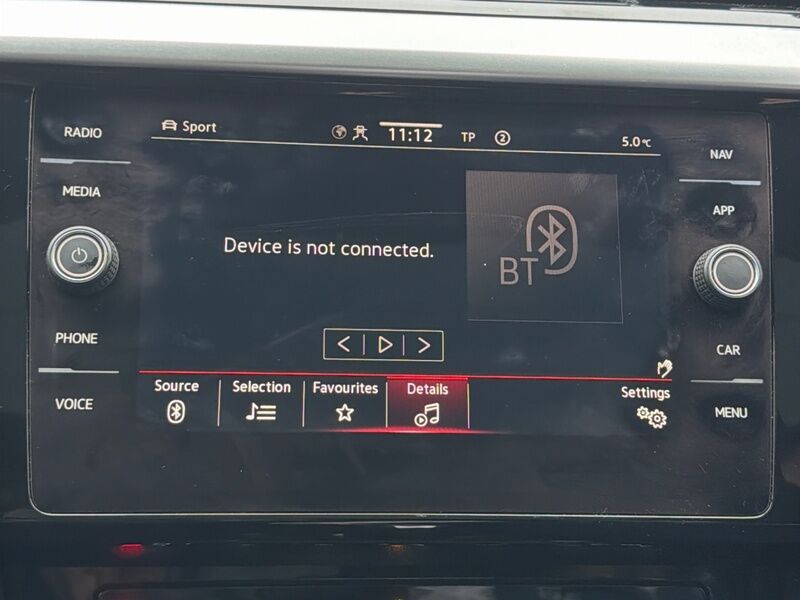 RADIO
MEDIA
PHONE
VOICE
Sport
11:12
TP
2
5.0°C
Device is not connected.
BT
Source
Selection
Favourites
Details
Settings
NAV
APP
CAR
MENU